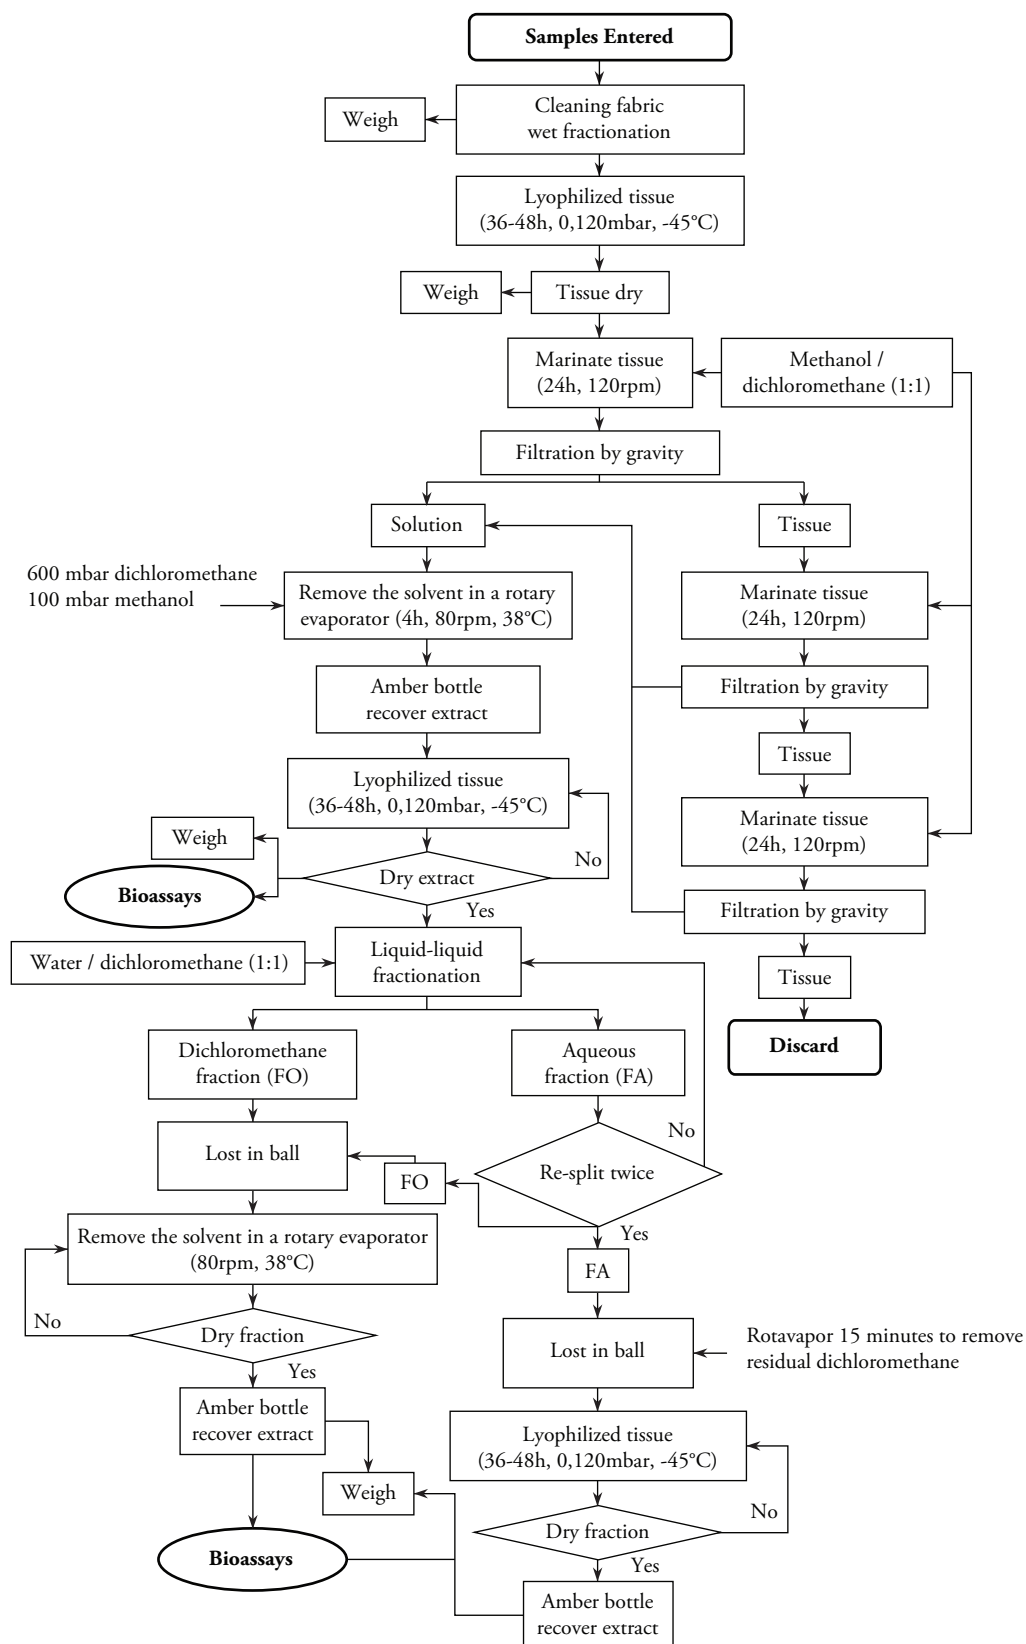 Samples Entered
Weigh
Cleaning fabric
wet fractionation
Lyophilized tissue
(36-48h, 0,120mbar, -45°C)
Weigh
Tissue dry
Marinate tissue
(24h, 120rpm)
Methanol /
dichloromethane (1:1)
Filtration by gravity
Solution
Tissue
600 mbar dichloromethane
100 mbar methanol
Remove the solvent in a rotary
evaporator (4h, 80rpm, 38°C)
Marinate tissue
(24h, 120rpm)
Amber bottle
recover extract
Filtration by gravity
Tissue
Lyophilized tissue
(36-48h, 0,120mbar, -45°C)
Marinate tissue
(24h, 120rpm)
Weigh
No
Dry extract
Bioassays
Yes
Filtration by gravity
Water / dichloromethane (1:1)
Liquid-liquid
fractionation
Tissue
Discard
Dichloromethane
fraction (FO)
Aqueous
fraction (FA)
No
Lost in ball
FO
Re-split twice
Yes
Remove the solvent in a rotary evaporator
(80rpm, 38°C)
FA
No
Dry fraction
Yes
Lost in ball
Rotavapor 15 minutes to remove
residual dichloromethane
Amber bottle
recover extract
Lyophilized tissue
(36-48h, 0,120mbar, -45°C)
Weigh
No
Dry fraction
Yes
Bioassays
Amber bottle
recover extract